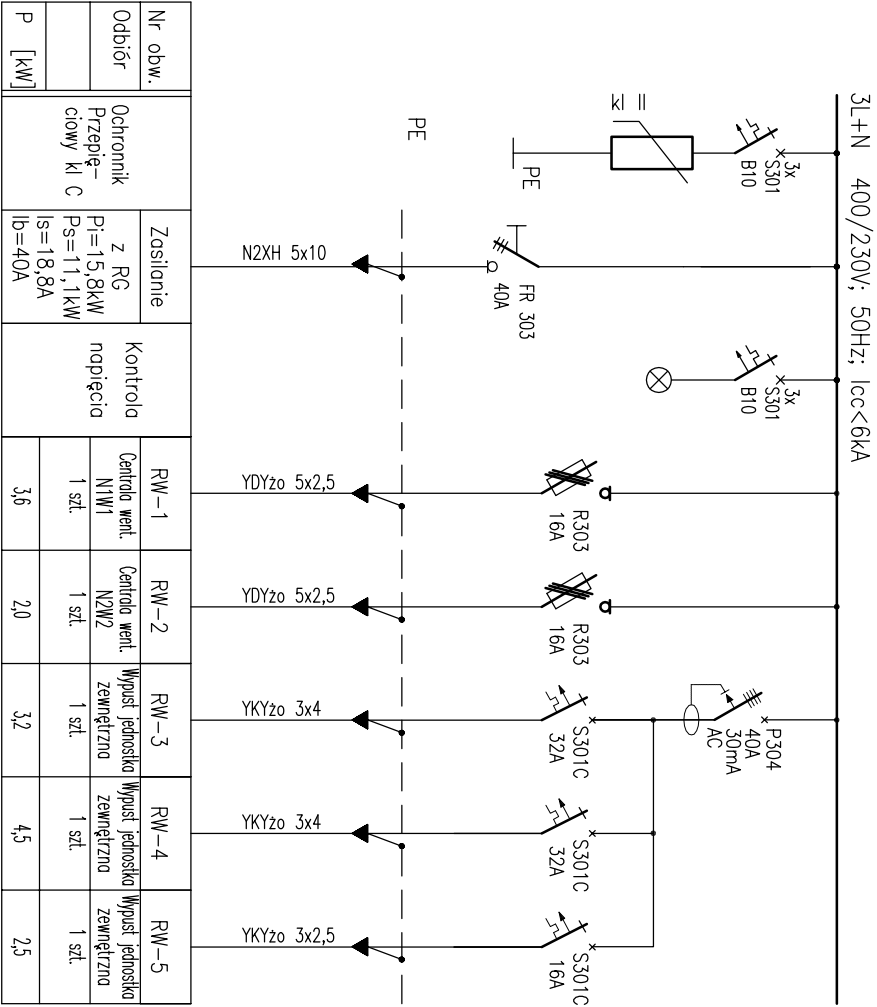 3L+N 400/230V; 50Hz; Icc<6kA
3x
S301
B10
kl II
PE
PE
FR 303
40A
N2XH 5x10
3x
S301
B10
R303
16A
YDYżo 5x2,5
R303
16A
YDYżo 5x2,5
P304
40A
30mA
AC
S301C
32A
YKYżo 3x4
S301C
32A
YKYżo 3x4
S301C
16A
YKYżo 3x2,5
Nr obw.
Odbiór
P [kW]
Ochronnik
Przepię-
ciowy kl C
Zasilanie
z RG
Pi=15,8kW
Ps=11,1kW
Is=18,8A
Ib=40A
Kontrola
napięcia
RW-1
Centrala went.
N1W1
1 szt.
3,6
RW-2
Centrala went.
N2W2
1 szt.
2,0
RW-3
Wypust jednostka
zewnętrzna
1 szt.
3,2
RW-4
Wypust jednostka
zewnętrzna
1 szt.
4,5
RW-5
Wypust jednostka
zewnętrzna
1 szt.
2,5